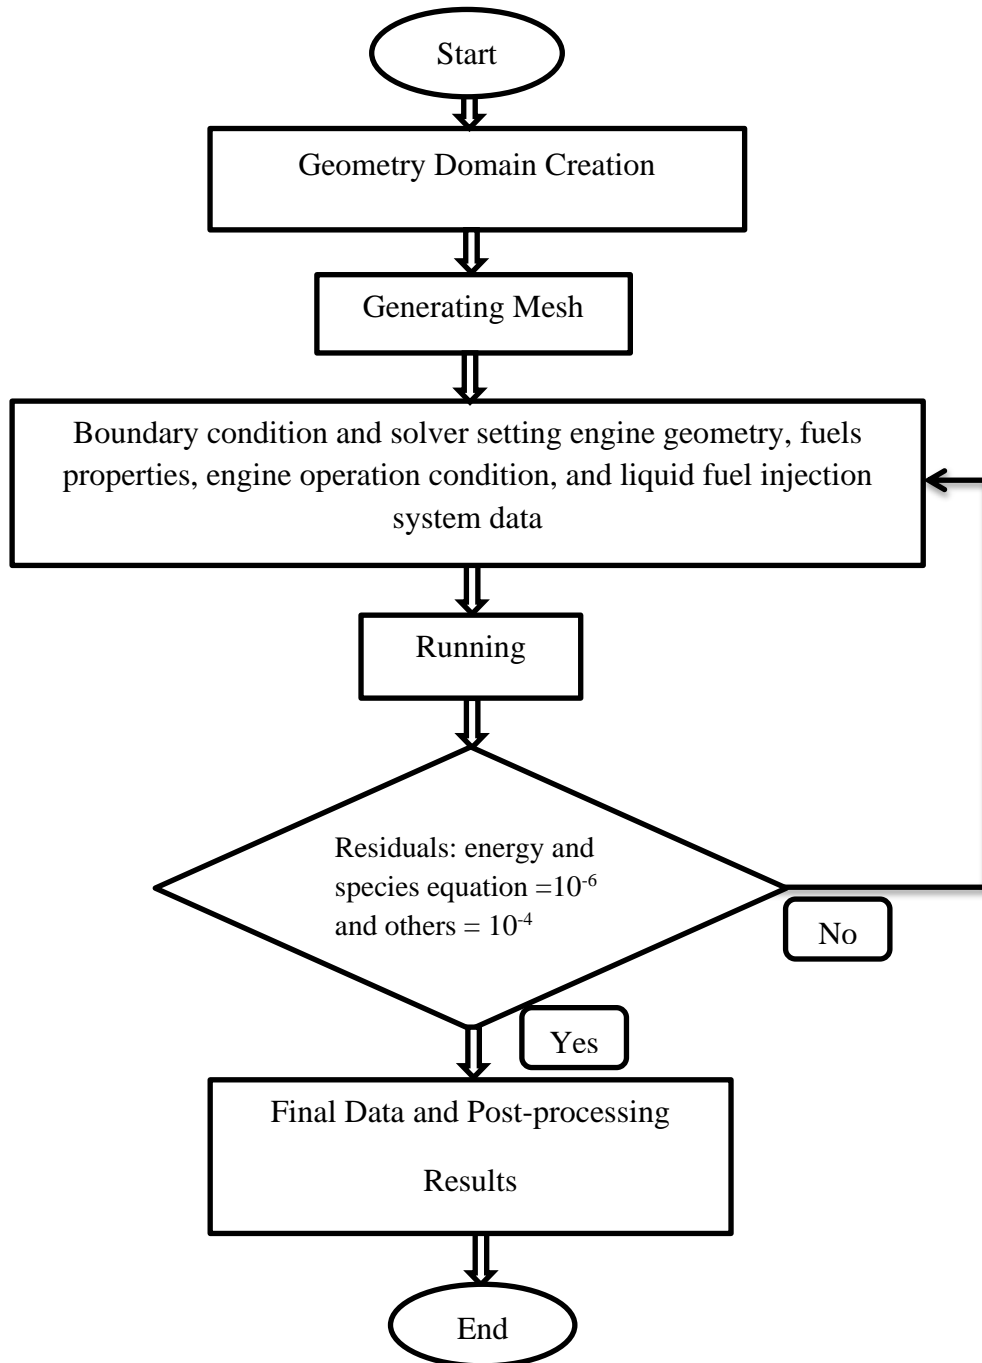 Start
Geometry Domain Creation
Generating Mesh
Boundary condition and solver setting engine geometry, fuels
properties, engine operation condition, and liquid fuel injection
system data
Running
Residuals: energy and
species equation =10⁻⁶
and others = 10⁻⁴
No
Yes
Final Data and Post-processing
Results
End